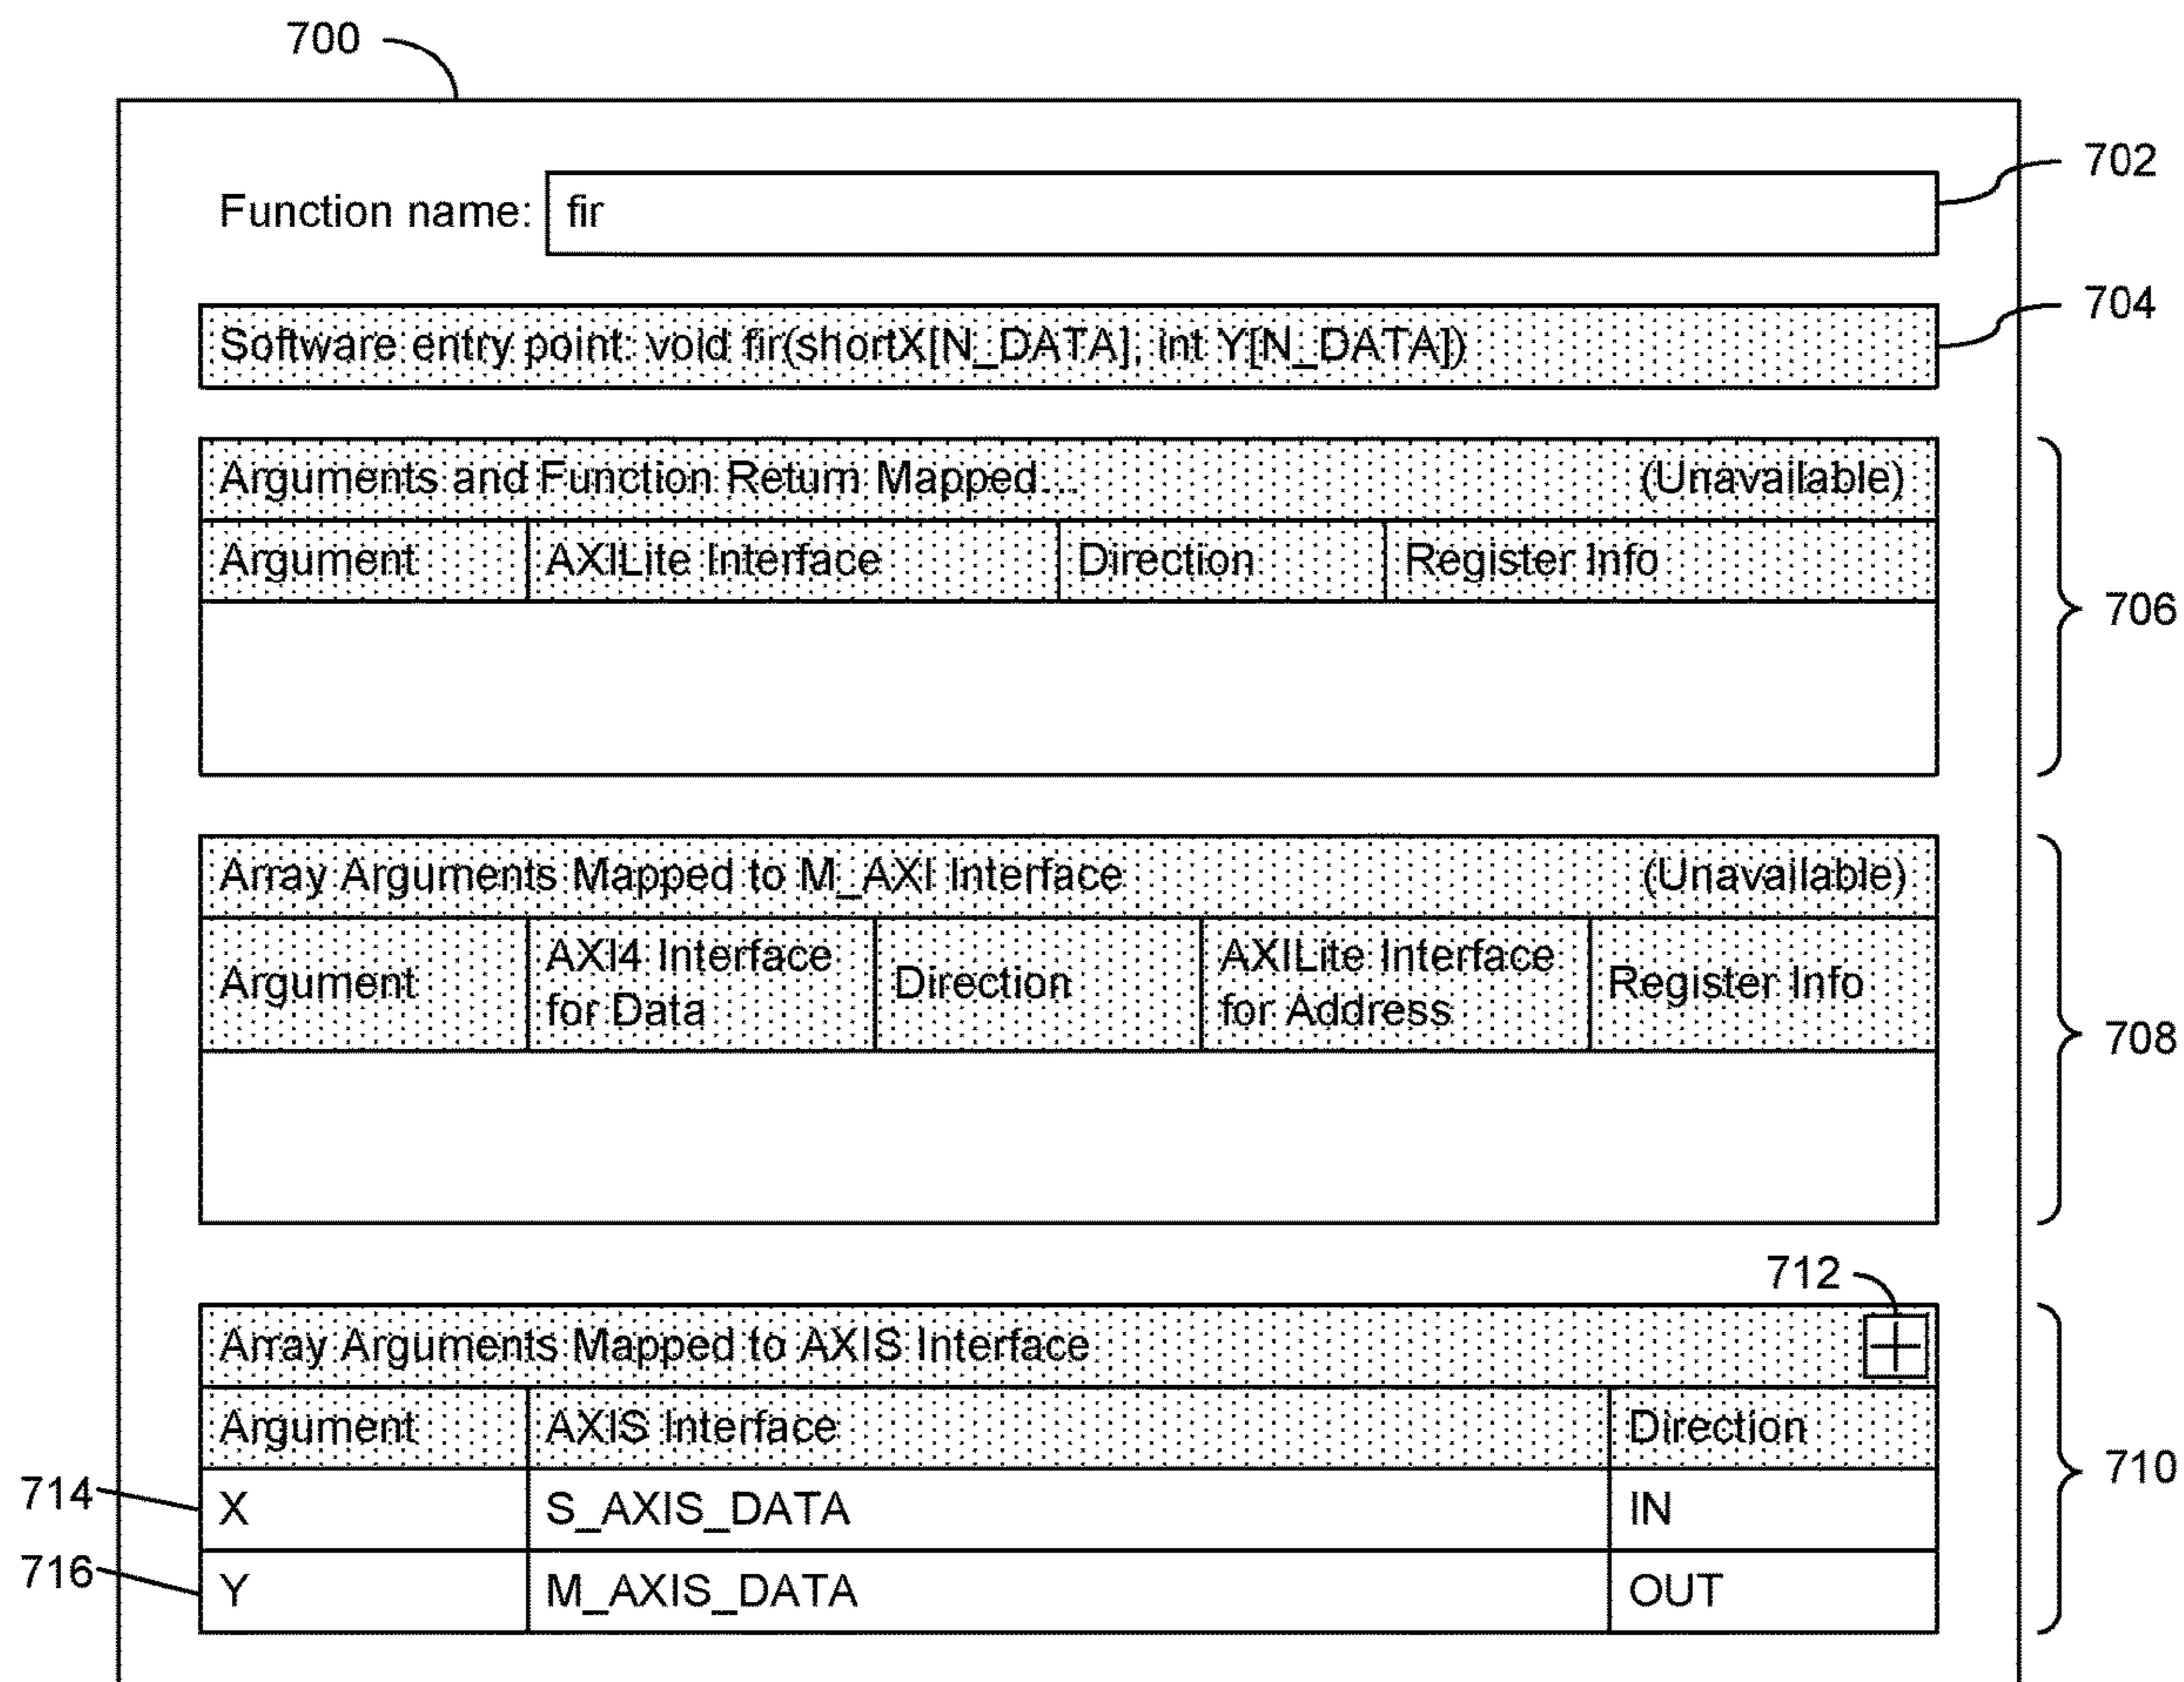 700
702
Function name: fir
704
Software entry point: void fir(shortX[N_DATA], int Y[N_DATA])
Arguments and Function Return Mapped... (Unavailable)
Argument AXILite Interface Direction Register Info
706
Array Arguments Mapped to M_AXI Interface (Unavailable)
Argument AXI4 Interface for Data Direction AXILite Interface for Address Register Info
708
712
Array Arguments Mapped to AXIS Interface
Argument AXIS Interface Direction
710
714 X S_AXIS_DATA IN
716 Y M_AXIS_DATA OUT